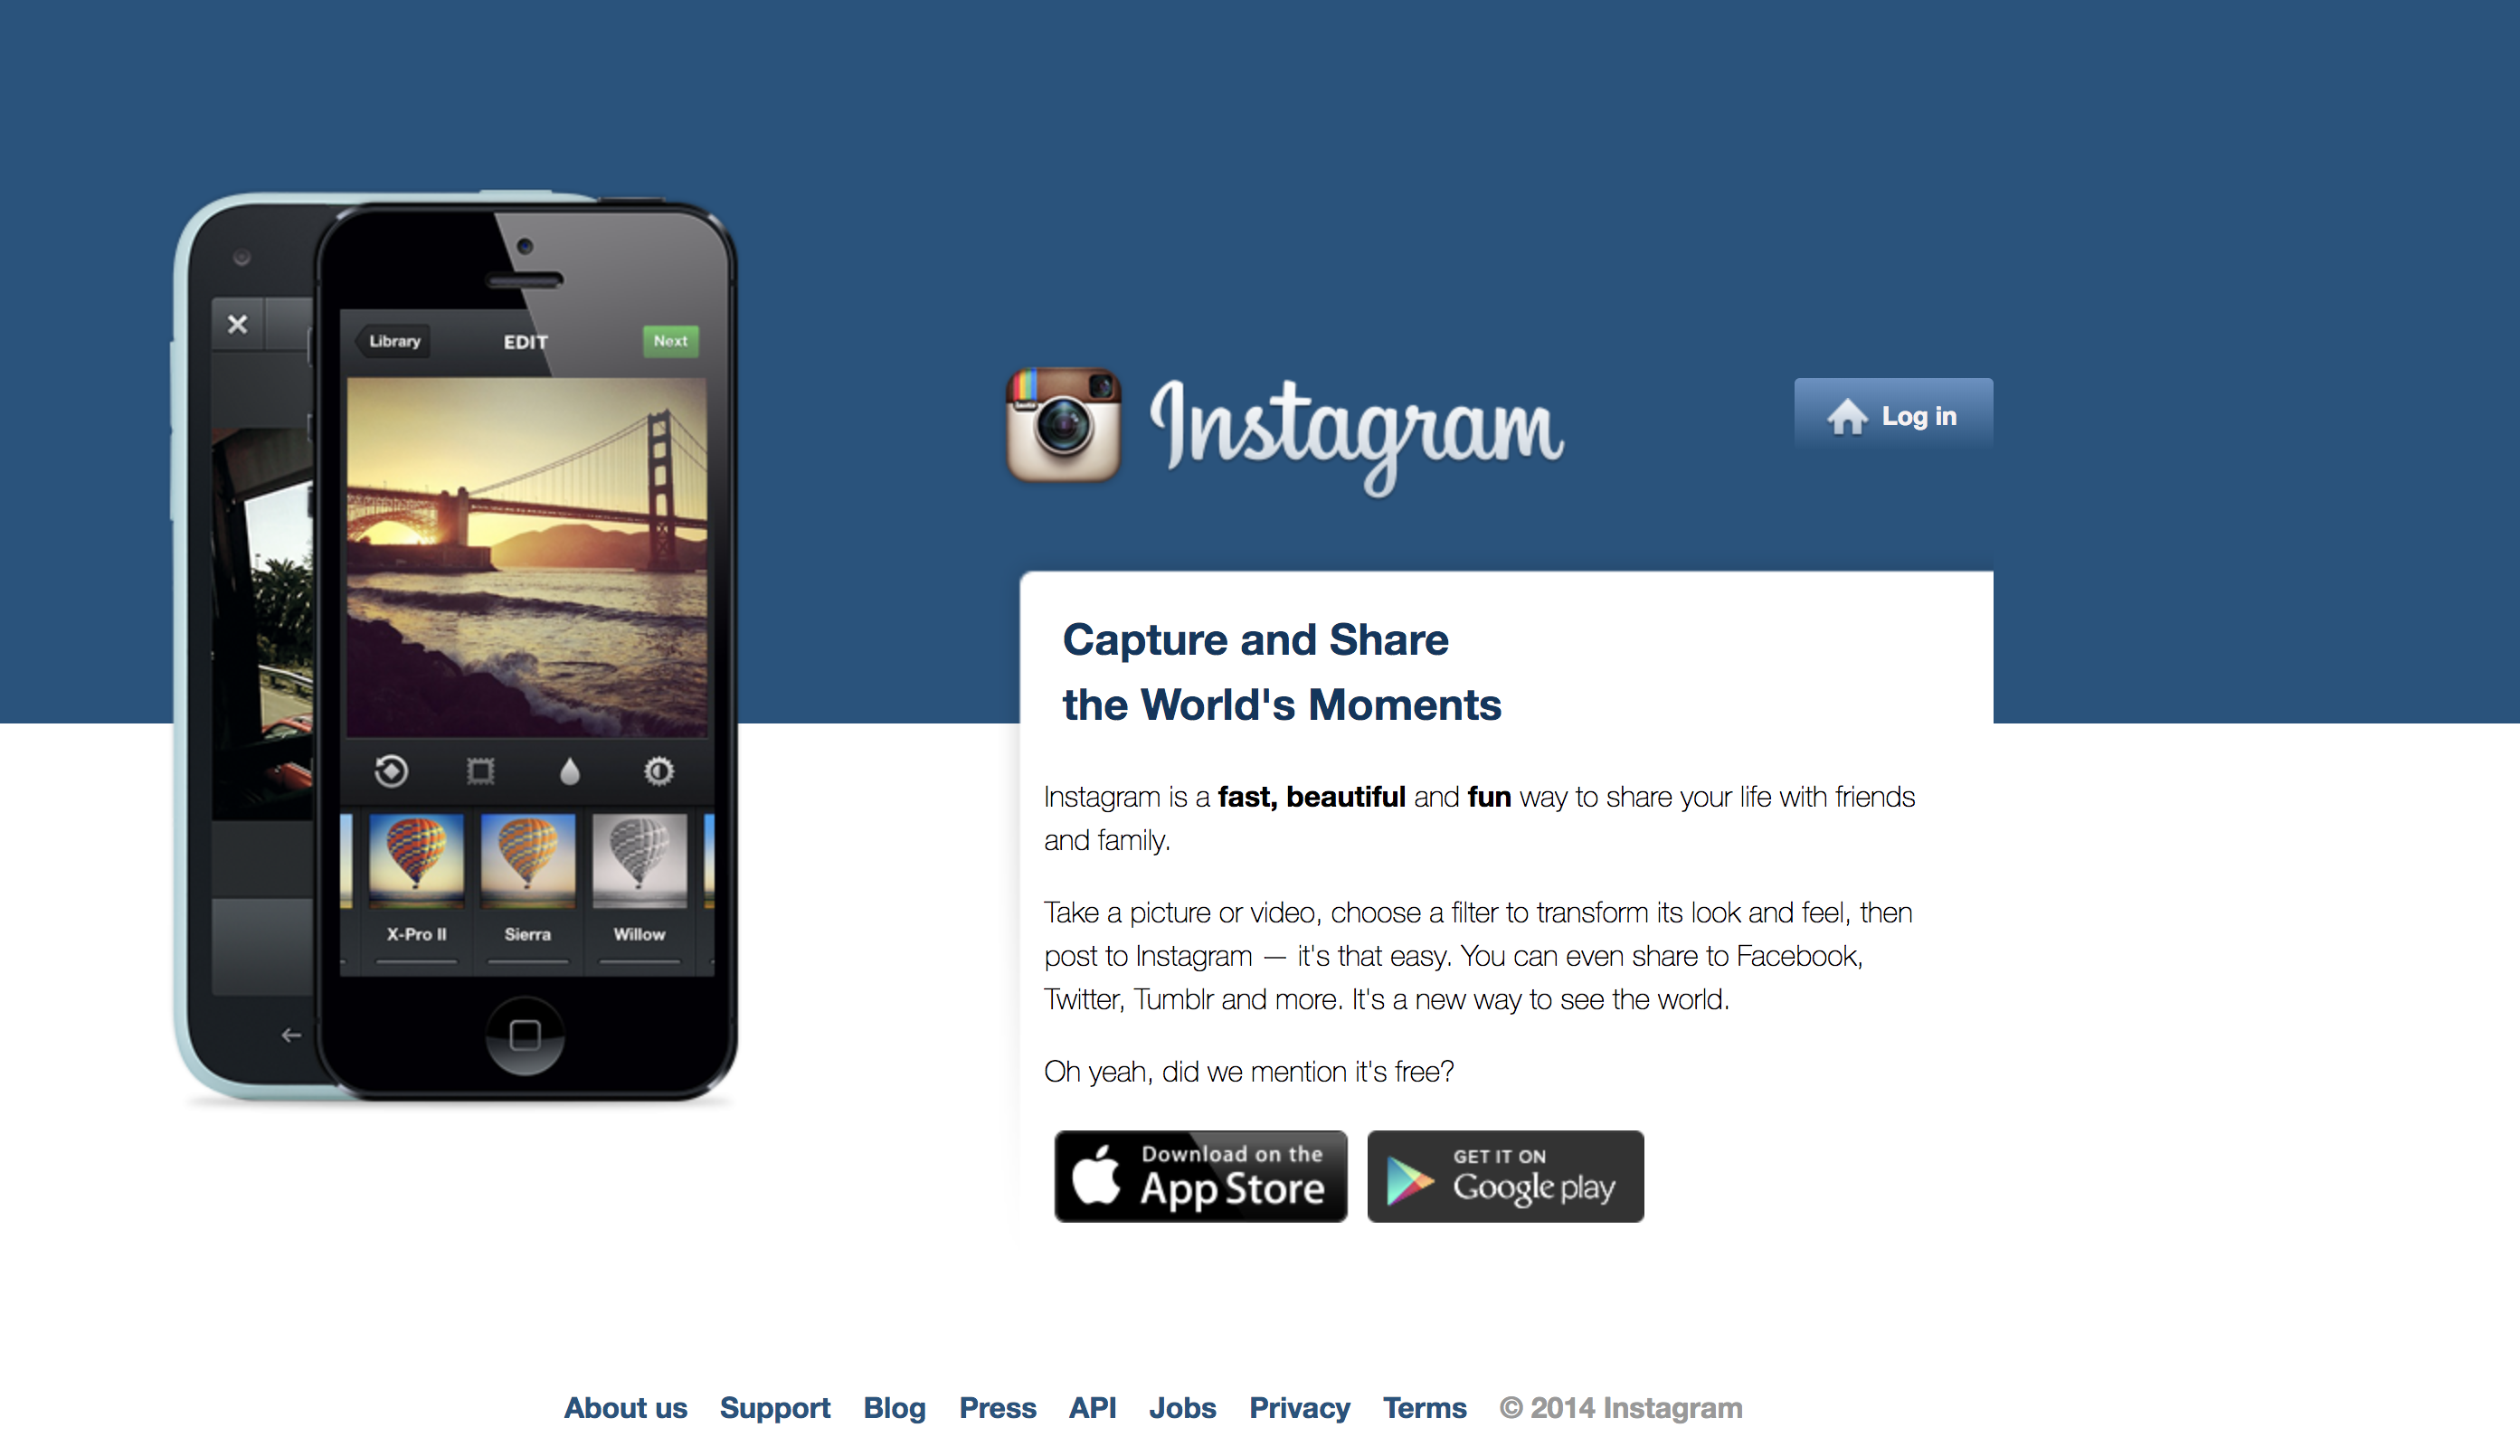 Library
EDIT
Next
X-Pro II
Sierra
Willow
Instagram
Log in
Capture and Share
the World's Moments
Instagram is a fast, beautiful and fun way to share your life with friends
and family.
Take a picture or video, choose a filter to transform its look and feel, then
post to Instagram — it's that easy. You can even share to Facebook,
Twitter, Tumblr and more. It's a new way to see the world.
Oh yeah, did we mention it's free?
Download on the
App Store
GET IT ON
Google play
About us Support Blog Press API Jobs Privacy Terms © 2014 Instagram